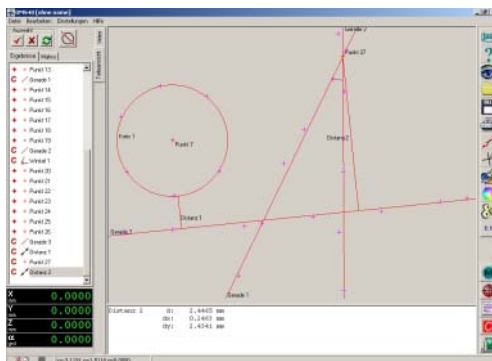 Datei Bearbeiten Einstellungen Hilfe
Auswahl
Ergebnisse
Punkt 13
Gerade 1
Punkt 14
Punkt 15
Punkt 16
Punkt 17
Punkt 18
Punkt 19
Gerade 2
Winkel 1
Punkt 20
Punkt 21
Punkt 22
Punkt 23
Punkt 24
Punkt 25
Punkt 26
Gerade 3
Distanz 1
Punkt 27
Distanz 2
X 0.0000
Y 0.0000
Z 0.0000
α 0.0000
Gerade 2
Punkt 27
Kreis 1
Punkt 7
Distanz 2
Distanz 1
Gerade 3
Gerade 1
Distanz 2 d: 2.4465 mm
dx: 0.2463 mm
dy: 2.4341 mm